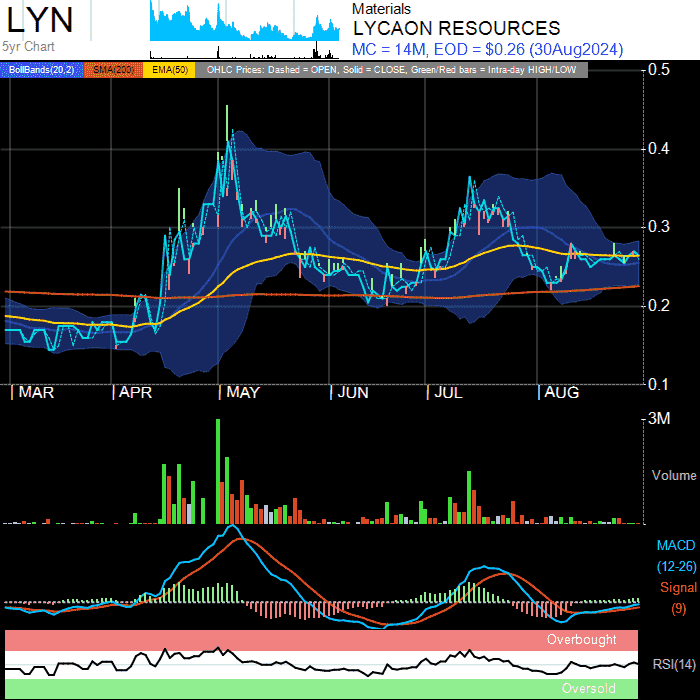 LYN
Materials
LYCAON RESOURCES
5yr Chart
MC = 14M, EOD = $0.26 (30Aug2024)
BollBands(20,2) SMA(200) EMA(50) OHLC Prices: Dashed = OPEN, Solid = CLOSE, Green/Red bars = Intra-day HIGH/LOW
0.5
0.4
0.3
0.2
0.1
MAR APR MAY JUN JUL AUG
3M
Volume
MACD
(12-26)
Signal
(9)
Overbought
RSI(14)
Oversold